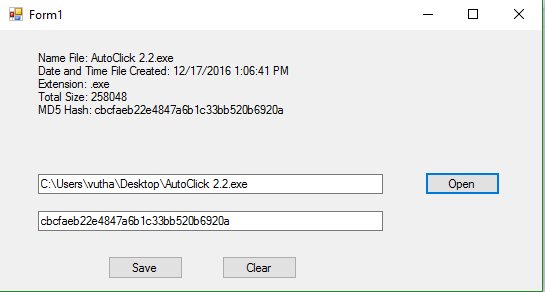 Form1
Name File: AutoClick 2.2.exe
Date and Time File Created: 12/17/2016 1:06:41 PM
Extension: .exe
Total Size: 258048
MD5 Hash: cbcfaeb22e4847a6b1c33bb520b6920a
C:\Users\vutha\Desktop\AutoClick 2.2.exe
Open
cbcfaeb22e4847a6b1c33bb520b6920a
Save
Clear